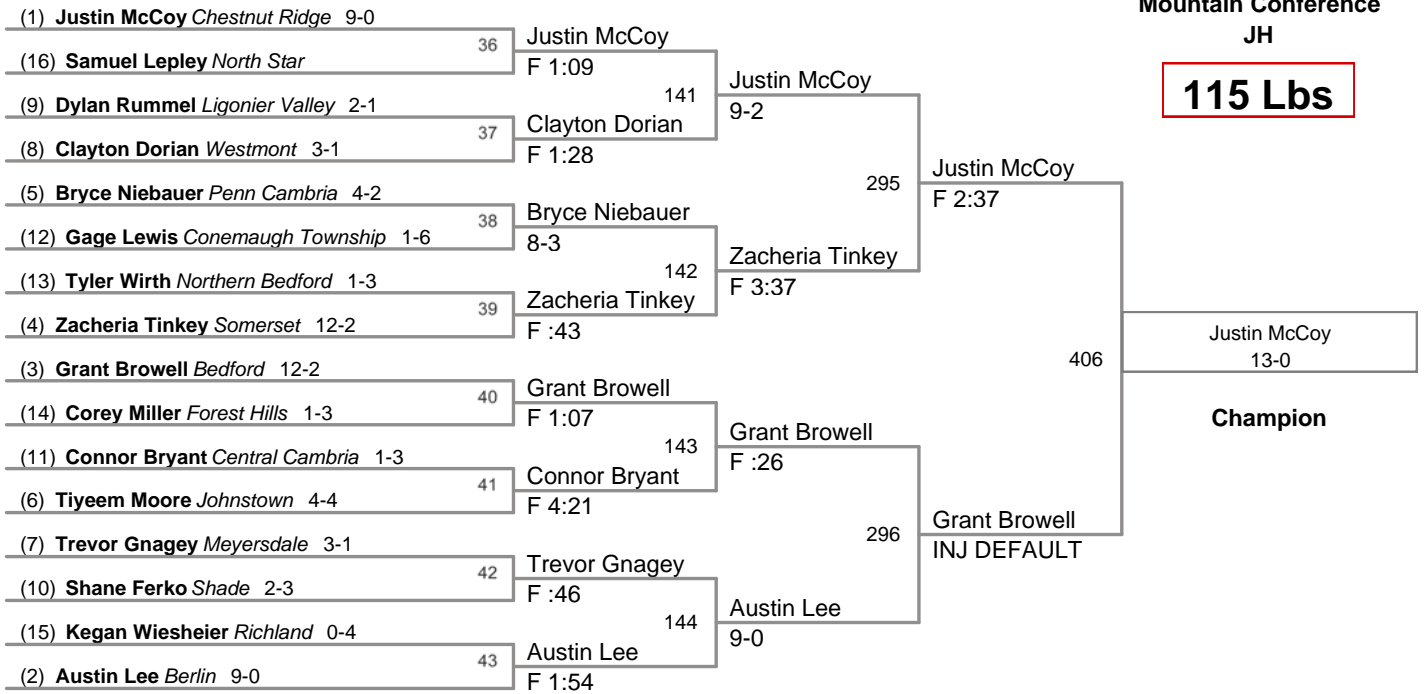 Mountain Conference
JH
115 Lbs
(1) Justin McCoy Chestnut Ridge 9-0
(16) Samuel Lepley North Star
(9) Dylan Rummel Ligonier Valley 2-1
(8) Clayton Dorian Westmont 3-1
(5) Bryce Niebauer Penn Cambria 4-2
(12) Gage Lewis Conemaugh Township 1-6
(13) Tyler Wirth Northern Bedford 1-3
(4) Zacheria Tinkey Somerset 12-2
(3) Grant Browell Bedford 12-2
(14) Corey Miller Forest Hills 1-3
(11) Connor Bryant Central Cambria 1-3
(6) Tiyeem Moore Johnstown 4-4
(7) Trevor Gnagey Meyersdale 3-1
(10) Shane Ferko Shade 2-3
(15) Kegan Wiesheier Richland 0-4
(2) Austin Lee Berlin 9-0
36
37
38
39
40
41
42
43
Justin McCoy
F 1:09
Clayton Dorian
F 1:28
Bryce Niebauer
8-3
Zacheria Tinkey
F :43
Grant Browell
F 1:07
Connor Bryant
F 4:21
Trevor Gnagey
F :46
Austin Lee
F 1:54
141
142
143
144
Justin McCoy
9-2
Zacheria Tinkey
F 3:37
Grant Browell
F :26
Austin Lee
9-0
295
296
Justin McCoy
F 2:37
Grant Browell
INJ DEFAULT
406
Justin McCoy
13-0
Champion